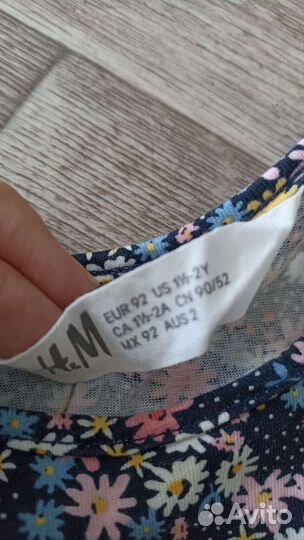 H&M
EUR 92 US 1½-2Y
CA 1½-2A CN 90/52
MX 92 AUS 2
Avito